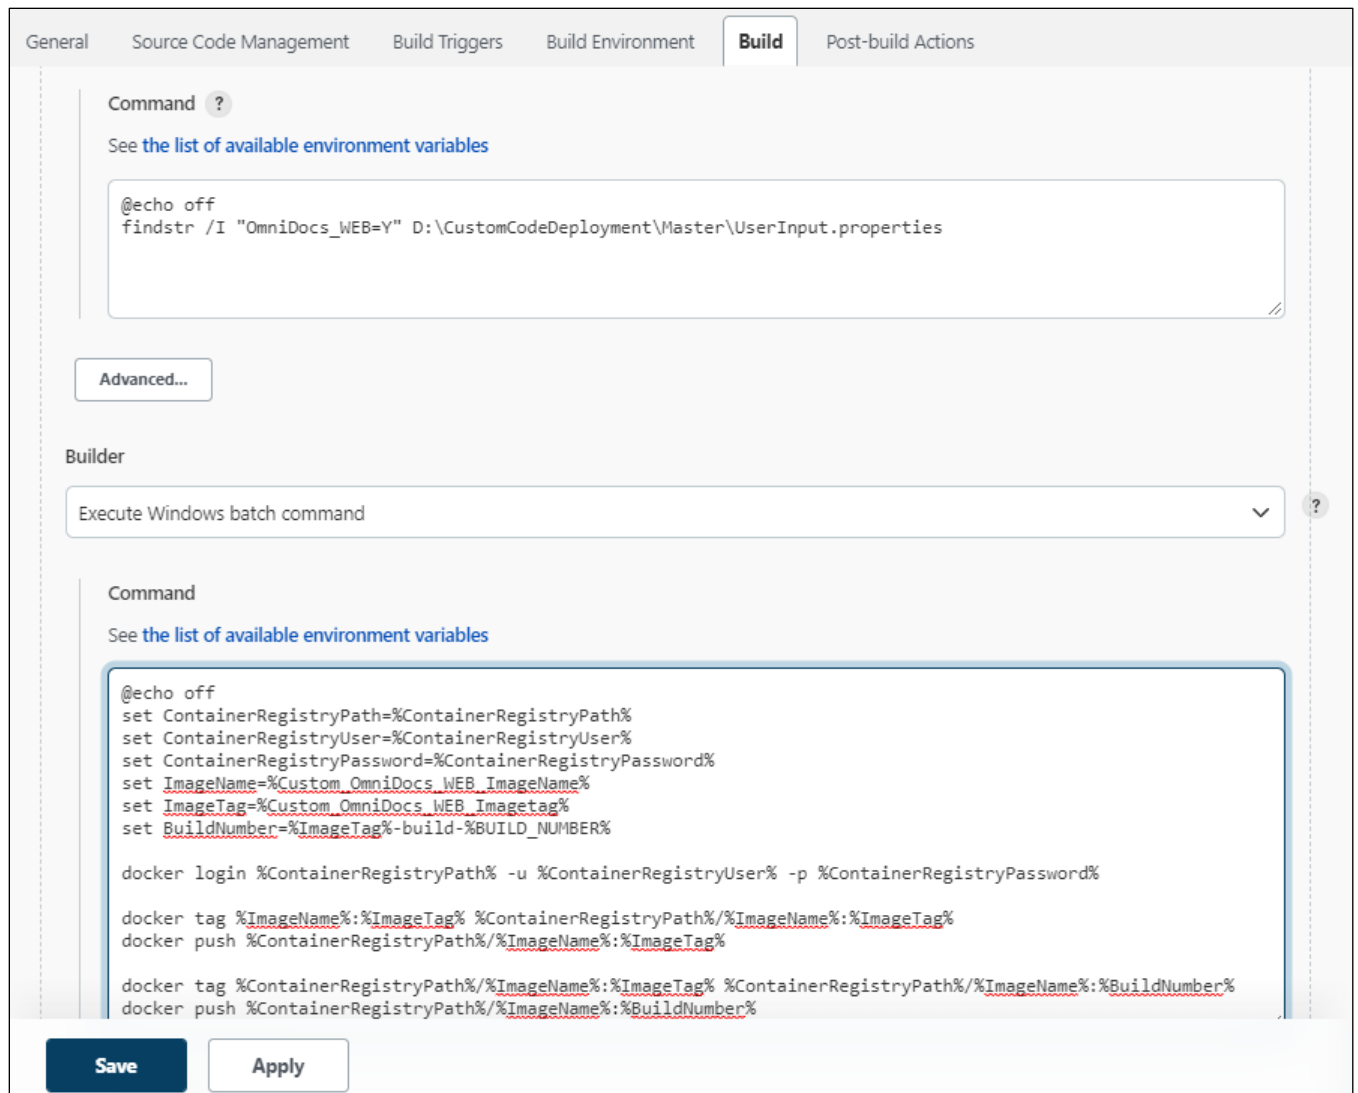 General Source Code Management Build Triggers Build Environment Build Post-build Actions
Command ?
See the list of available environment variables
@echo off
findstr /I "OmniDocs_WEB=Y" D:\CustomCodeDeployment\Master\UserInput.properties
Advanced...
Builder
Execute Windows batch command
?
Command
See the list of available environment variables
@echo off
set ContainerRegistryPath=%ContainerRegistryPath%
set ContainerRegistryUser=%ContainerRegistryUser%
set ContainerRegistryPassword=%ContainerRegistryPassword%
set ImageName=%Custom_OmniDocs_WEB_ImageName%
set ImageTag=%Custom_OmniDocs_WEB_Imagetag%
set BuildNumber=%ImageTag%-build-%BUILD_NUMBER%
docker login %ContainerRegistryPath% -u %ContainerRegistryUser% -p %ContainerRegistryPassword%
docker tag %ImageName%:%ImageTag% %ContainerRegistryPath%/%ImageName%:%ImageTag%
docker push %ContainerRegistryPath%/%ImageName%:%ImageTag%
docker tag %ContainerRegistryPath%/%ImageName%:%ImageTag% %ContainerRegistryPath%/%ImageName%:%BuildNumber%
docker push %ContainerRegistryPath%/%ImageName%:%BuildNumber%
Save Apply